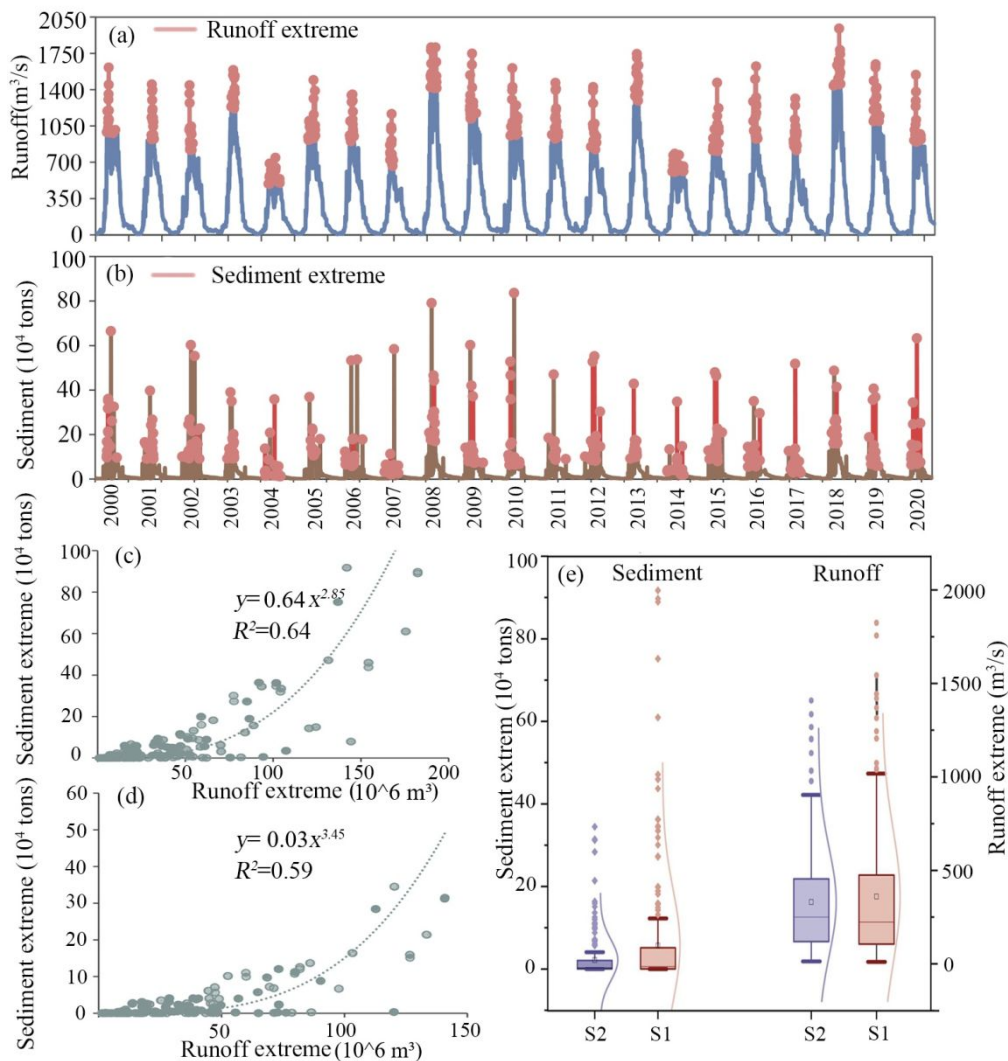 (a) Runoff extreme
Runoff(m³/s)
2050
1750
1400
1050
700
350
0
(b) Sediment extreme
Sediment (10⁴ tons)
100
80
60
40
20
0
2000 2001 2002 2003 2004 2005 2006 2007 2008 2009 2010 2011 2012 2013 2014 2015 2016 2017 2018 2019 2020
(c)
Sediment extreme (10⁴ tons)
100
80
60
40
20
0
y= 0.64x^2.85
R²=0.64
50 100 150 200
Runoff extreme (10^6 m³)
(d)
Sediment extreme (10⁴ tons)
60
50
40
30
20
10
0
y= 0.03x^3.45
R²=0.59
50 100 150
Runoff extreme (10^6 m³)
(e)
Sediment Runoff
Sediment extrem (10⁴ tons)
100
80
60
40
20
0
2000
1500
1000
500
0
Runoff extreme (m³/s)
S2 S1 S2 S1